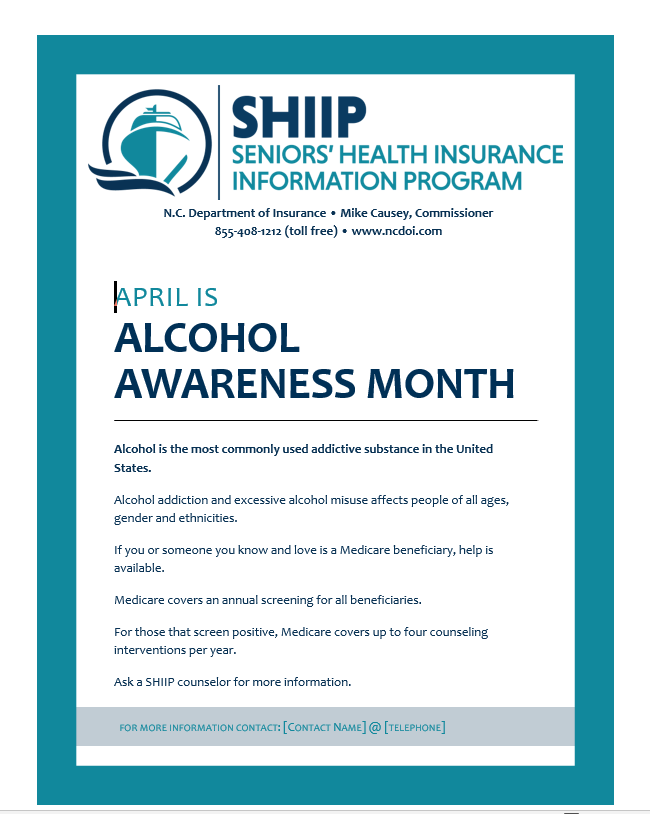 SHIIP
SENIORS' HEALTH INSURANCE
INFORMATION PROGRAM
N.C. Department of Insurance • Mike Causey, Commissioner
855-408-1212 (toll free) • www.ncdoi.com
APRIL IS
ALCOHOL
AWARENESS MONTH
Alcohol is the most commonly used addictive substance in the United
States.
Alcohol addiction and excessive alcohol misuse affects people of all ages,
gender and ethnicities.
If you or someone you know and love is a Medicare beneficiary, help is
available.
Medicare covers an annual screening for all beneficiaries.
For those that screen positive, Medicare covers up to four counseling
interventions per year.
Ask a SHIIP counselor for more information.
FOR MORE INFORMATION CONTACT: [CONTACT NAME] @ [TELEPHONE]